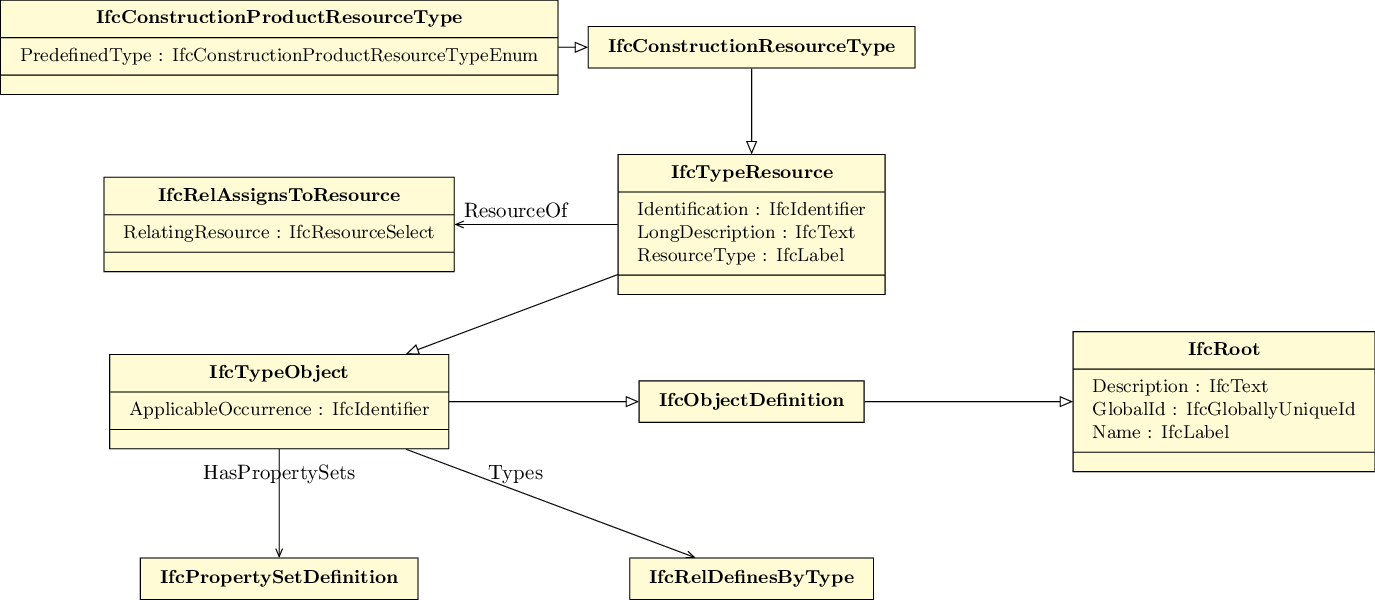 IfcConstructionProductResourceType
PredefinedType : IfcConstructionProductResourceTypeEnum
IfcConstructionResourceType
IfcTypeResource
Identification : IfcIdentifier
LongDescription : IfcText
ResourceType : IfcLabel
ResourceOf
IfcRelAssignsToResource
RelatingResource : IfcResourceSelect
IfcTypeObject
ApplicableOccurrence : IfcIdentifier
IfcObjectDefinition
IfcRoot
Description : IfcText
GlobalId : IfcGloballyUniqueId
Name : IfcLabel
HasPropertySets
Types
IfcPropertySetDefinition
IfcRelDefinesByType